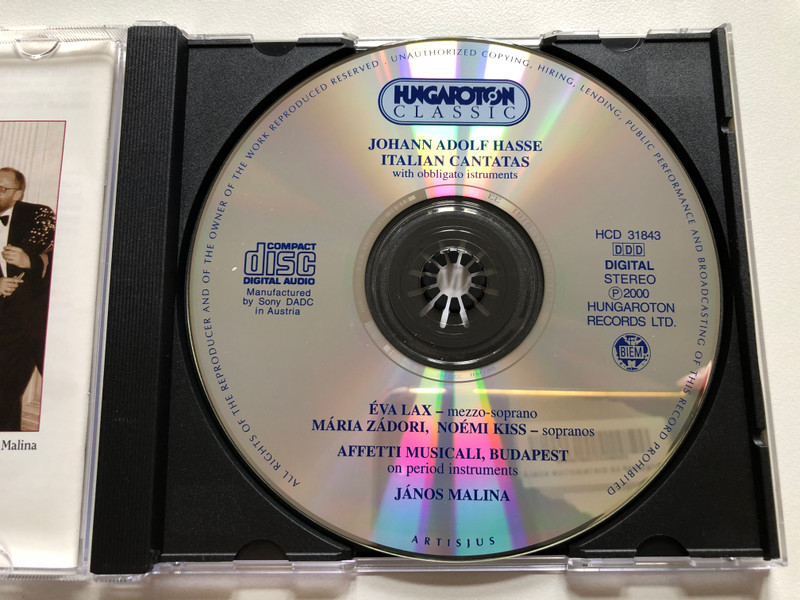 ALL RIGHTS OF THE REPRODUCER AND OF THE OWNER OF THE WORK REPRODUCED RESERVED . UNAUTHORIZED COPYING, HIRING, LENDING, PUBLIC PERFORMANCE AND BROADCASTING OF THIS RECORD PROHIBITED
HUNGAROTON
CLASSIC
JOHANN ADOLF HASSE
ITALIAN CANTATAS
with obbligato istruments
COMPACT
disc
DIGITAL AUDIO
Manufactured
by Sony DADC
in Austria
HCD 31843
DDD
DIGITAL
STEREO
Ⓟ2000
HUNGAROTON
RECORDS LTD.
BIEM
ÉVA LAX – mezzo-soprano
MÁRIA ZÁDORI, NOÉMI KISS – sopranos
AFFETTI MUSICALI, BUDAPEST
on period instruments
JÁNOS MALINA
ARTISJUS
Malina